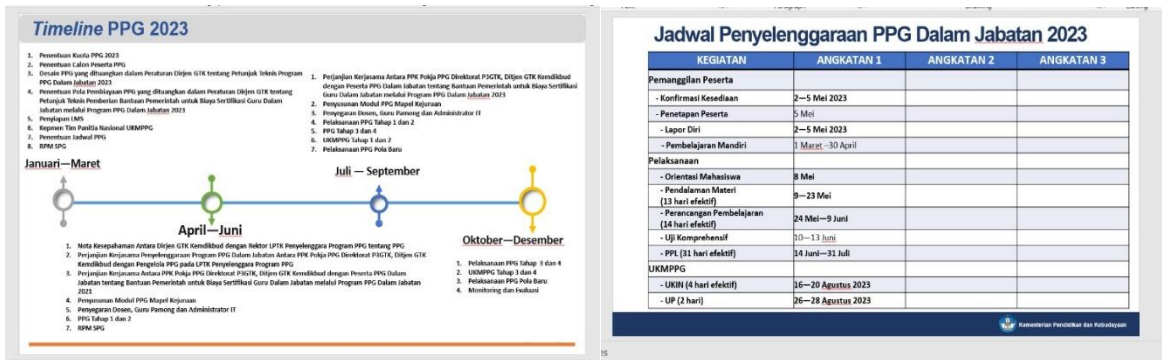 Timeline PPG 2023
1. Penentuan Kuota PPG 2023
2. Penentuan Calon Peserta PPG
3. Desain PPG yang dituangkan dalam Peraturan Dirjen GTK tentang Petunjuk Teknis Program
PPG Dalam Jabatan 2023
4. Penentuan Pola Pembiayaan PPG yang dituangkan dalam Peraturan Dirjen GTK tentang
Petunjuk Teknis Pemberian Bantuan Pemerintah untuk Biaya Sertifikasi Guru Dalam
Jabatan melalui Program PPG Dalam Jabatan 2023
5. Penyiapan LMS
6. Kepmen Tim Panitia Nasional UKMPPG
7. Penentuan Jadwal PPG
8. RPM SPG
Januari—Maret
1. Perjanjian Kerjasama Antara PPK Pokja PPG Direktorat P3GTK, Ditjen GTK Kemdikbud
dengan Peserta PPG Dalam Jabatan tentang Bantuan Pemerintah untuk Biaya Sertifikasi
Guru Dalam Jabatan melalui Program PPG Dalam Jabatan 2023
2. Penyusunan Modul PPG Mapel Kejuruan
3. Penyegaran Dosen, Guru Pamong dan Administrator IT
4. Pelaksanaan PPG Tahap 1 dan 2
5. PPG Tahap 3 dan 4
6. UKMPPG Tahap 1 dan 2
7. Pelaksanaan PPG Pola Baru
Juli — September
April—Juni
1. Nota Kesepahaman Antara Dirjen GTK Kemdikbud dengan Rektor LPTK Penyelenggara Program PPG tentang PPG
2. Perjanjian Kerjasama Penyelenggaraan Program PPG Dalam Jabatan Antara PPK Pokja PPG Direktorat P3GTK, Ditjen GTK
Kemdikbud dengan Pengelola PPG pada LPTK Penyelenggara Program PPG
3. Perjanjian Kerjasama Antara PPK Pokja PPG Direktorat P3GTK, Ditjen GTK Kemdikbud dengan Peserta PPG Dalam
Jabatan tentang Bantuan Pemerintah untuk Biaya Sertifikasi Guru Dalam Jabatan melalui Program PPG Dalam Jabatan
2021
4. Penyusunan Modul PPG Mapel Kejuruan
5. Penyegaran Dosen, Guru Pamong dan Administrator IT
6. PPG Tahap 1 dan 2
7. RPM SPG
Oktober—Desember
1. Pelaksanaan PPG Tahap 3 dan 4
2. UKMPPG Tahap 3 dan 4
3. Pelaksanaan PPG Pola Baru
4. Monitoring dan Evaluasi
Jadwal Penyelenggaraan PPG Dalam Jabatan 2023
KEGIATAN ANGKATAN 1 ANGKATAN 2 ANGKATAN 3
Pemanggilan Peserta
- Konfirmasi Kesediaan 2—5 Mei 2023
- Penetapan Peserta 5 Mei
- Lapor Diri 2—5 Mei 2023
- Pembelajaran Mandiri 1 Maret –30 April
Pelaksanaan
- Orientasi Mahasiswa 8 Mei
- Pendalaman Materi
(13 hari efektif) 9—23 Mei
- Perancangan Pembelajaran
(14 hari efektif) 24 Mei—9 Juni
- Uji Komprehensif 10—13 Juni
- PPL (31 hari efektif) 14 Juni—31 Juli
UKMPPG
- UKIN (4 hari efektif) 16—20 Agustus 2023
- UP (2 hari) 26—28 Agustus 2023
Kementerian Pendidikan dan Kebudayaan